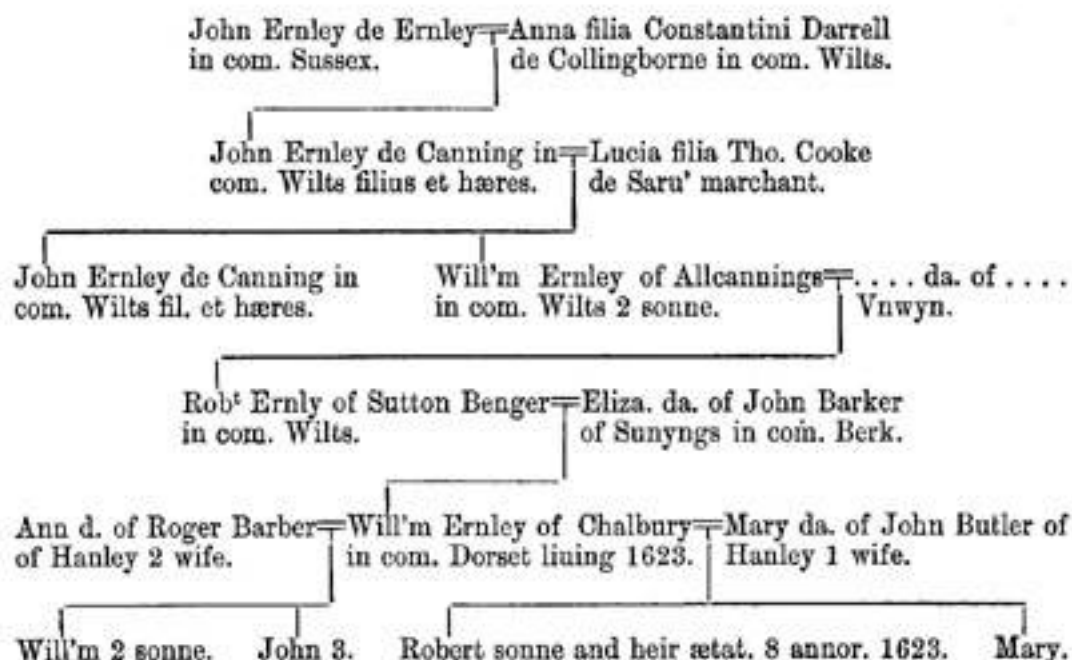 John Ernley de Ernley Anna filia Constantini Darrell
in com. Sussex. de Collingborne in com. Wilts.
John Ernley de Canning in Lucia filia Tho. Cooke
com. Wilts filius et hæres. de Saru' marchant.
John Ernley de Canning in Will'm Ernley of Allcannings .... da. of ....
com. Wilts fil. et hæres. in com. Wilts 2 sonne. Vnwyn.
Robᵗ Ernly of Sutton Benger Eliza. da. of John Barker
in com. Wilts. of Sunyngs in com̃. Berk.
Ann d. of Roger Barber Will'm Ernley of Chalbury Mary da. of John Butler of
of Hanley 2 wife. in com. Dorset liuing 1623. Hanley 1 wife.
Will'm 2 sonne. John 3. Robert sonne and heir ætat. 8 annor. 1623. Mary.